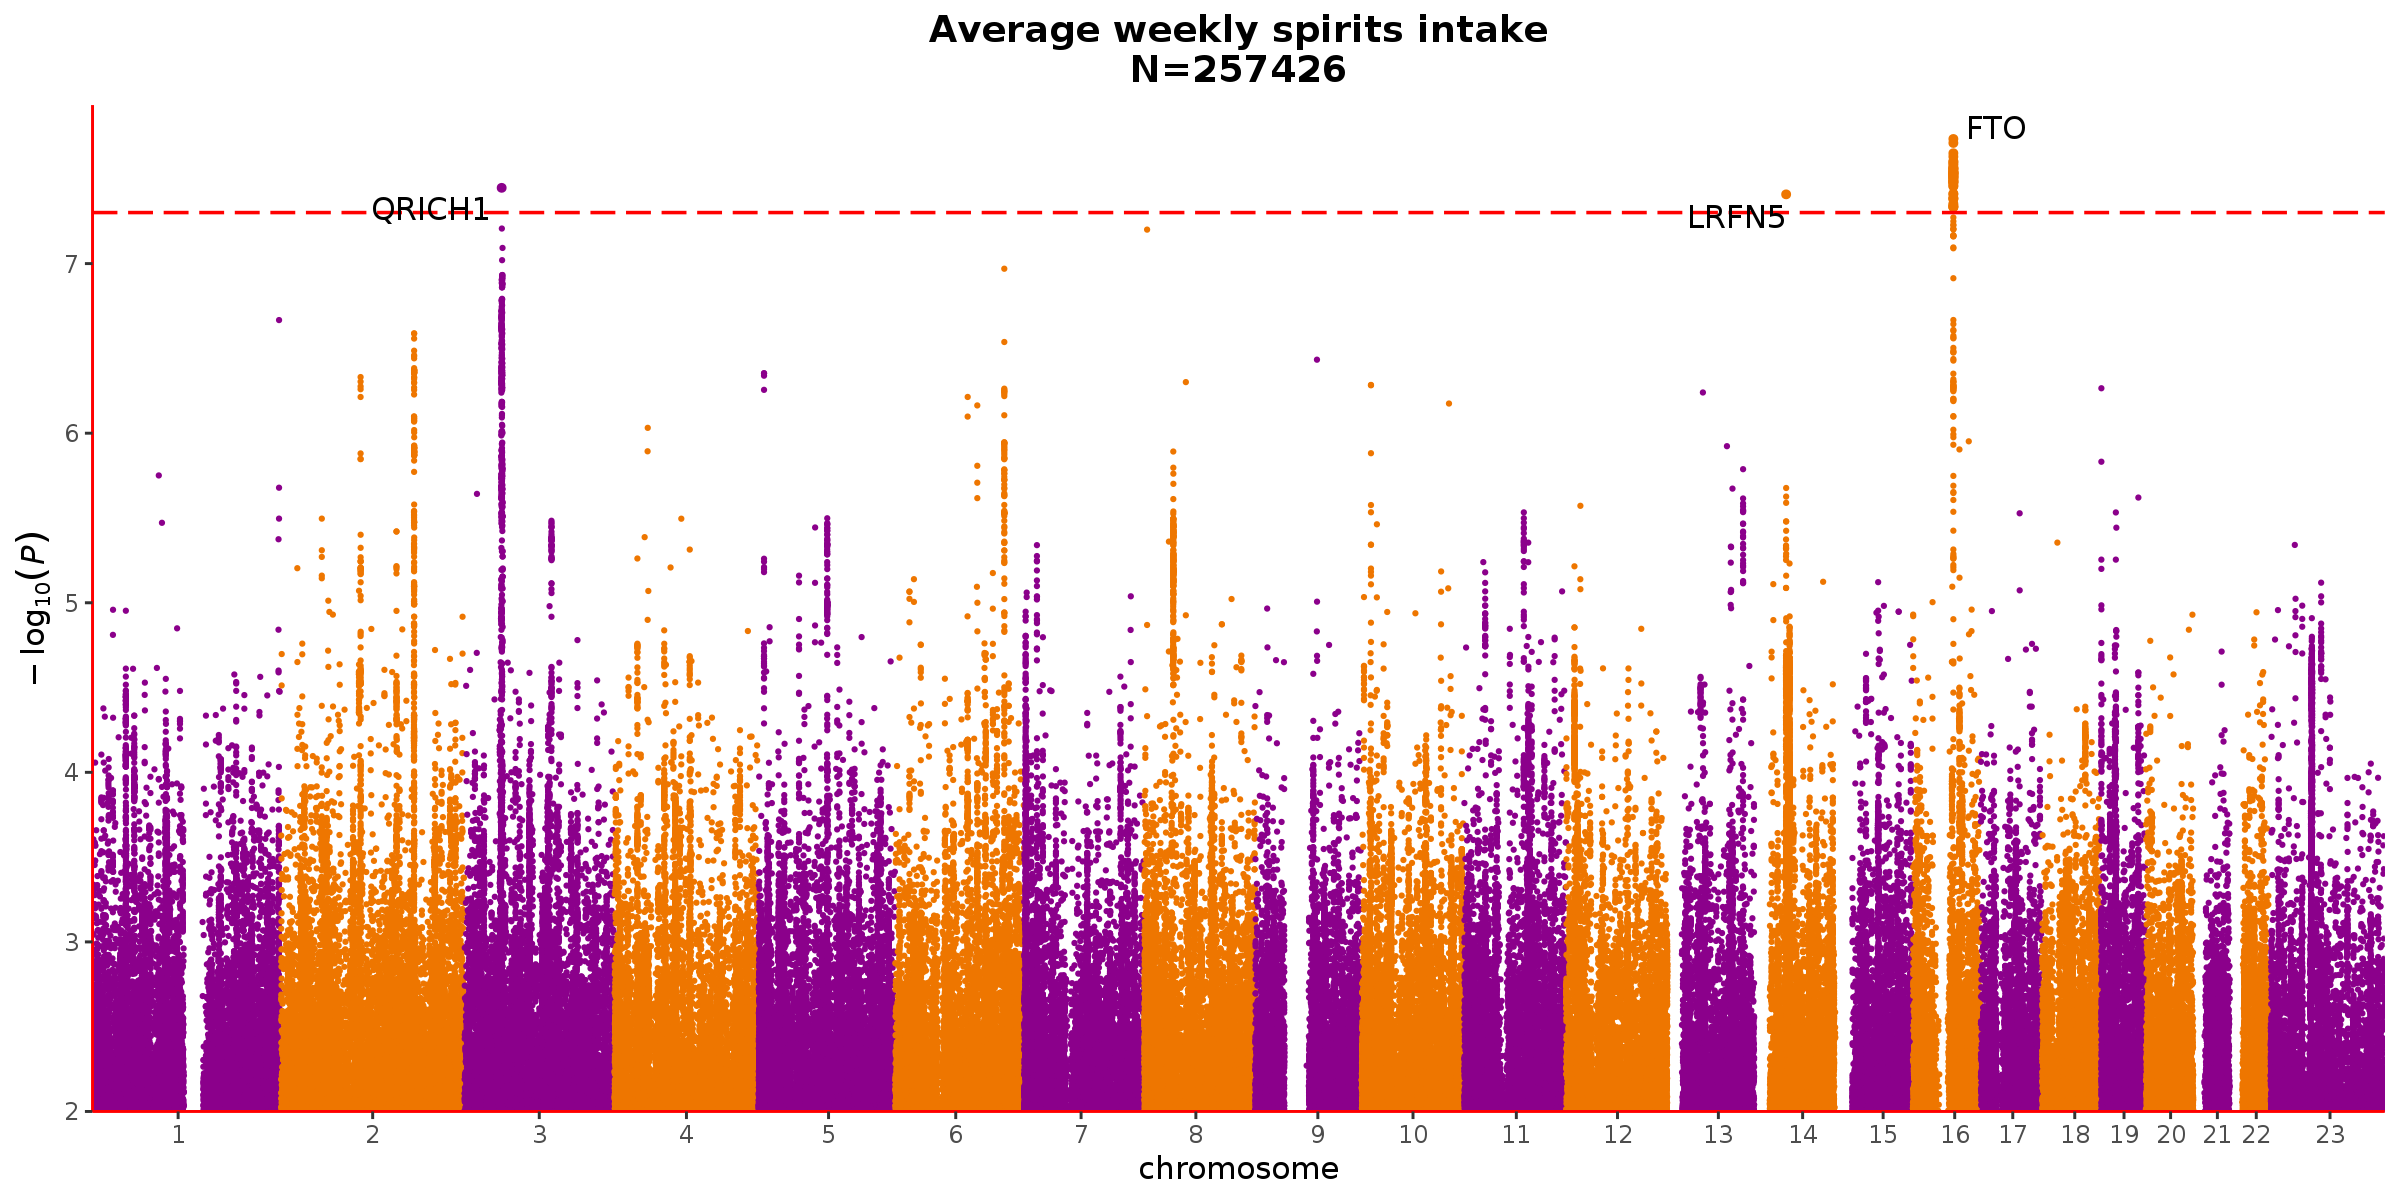 Average weekly spirits intake
N=257426
FTO
QRICH1
LRFN5
7
6
5
4
3
2
−log10(P)
1 2 3 4 5 6 7 8 9 10 11 12 13 14 15 16 17 18 19 20 21 22 23
chromosome